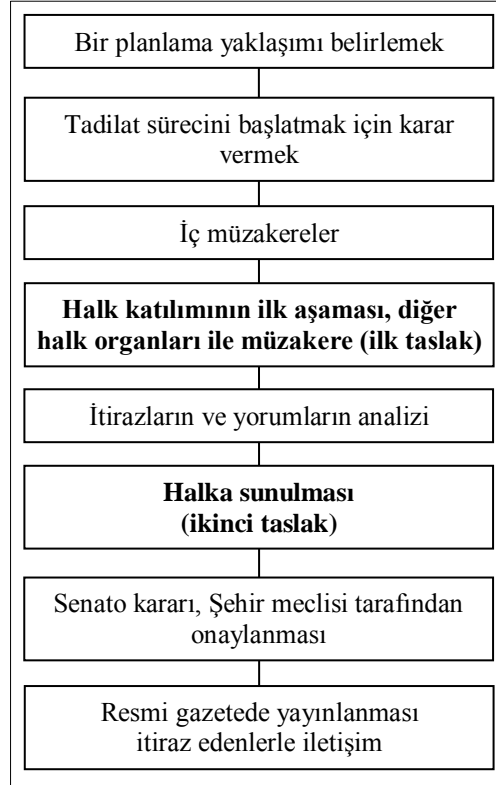 Bir planlama yaklaşımı belirlemek
Tadilat sürecini başlatmak için karar
vermek
İç müzakereler
Halk katılımının ilk aşaması, diğer
halk organları ile müzakere (ilk taslak)
İtirazların ve yorumların analizi
Halka sunulması
(ikinci taslak)
Senato kararı, Şehir meclisi tarafından
onaylanması
Resmi gazetede yayınlanması
itiraz edenlerle iletişim